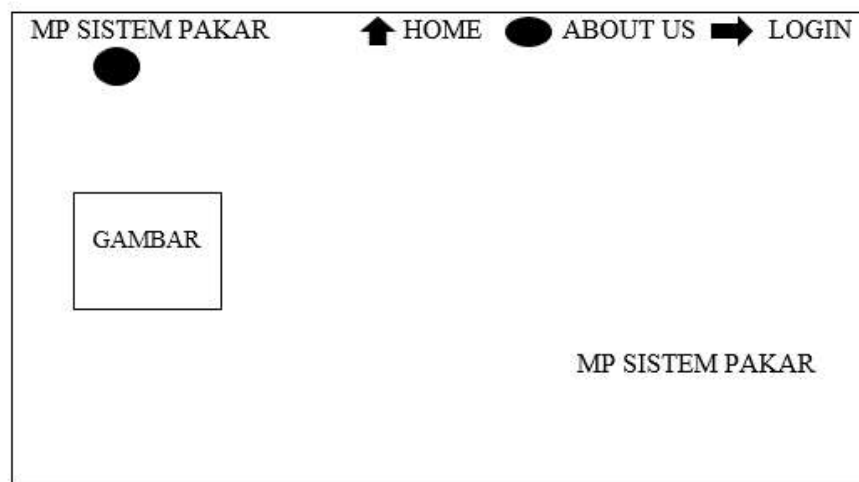 MP SISTEM PAKAR HOME ABOUT US LOGIN
GAMBAR
MP SISTEM PAKAR